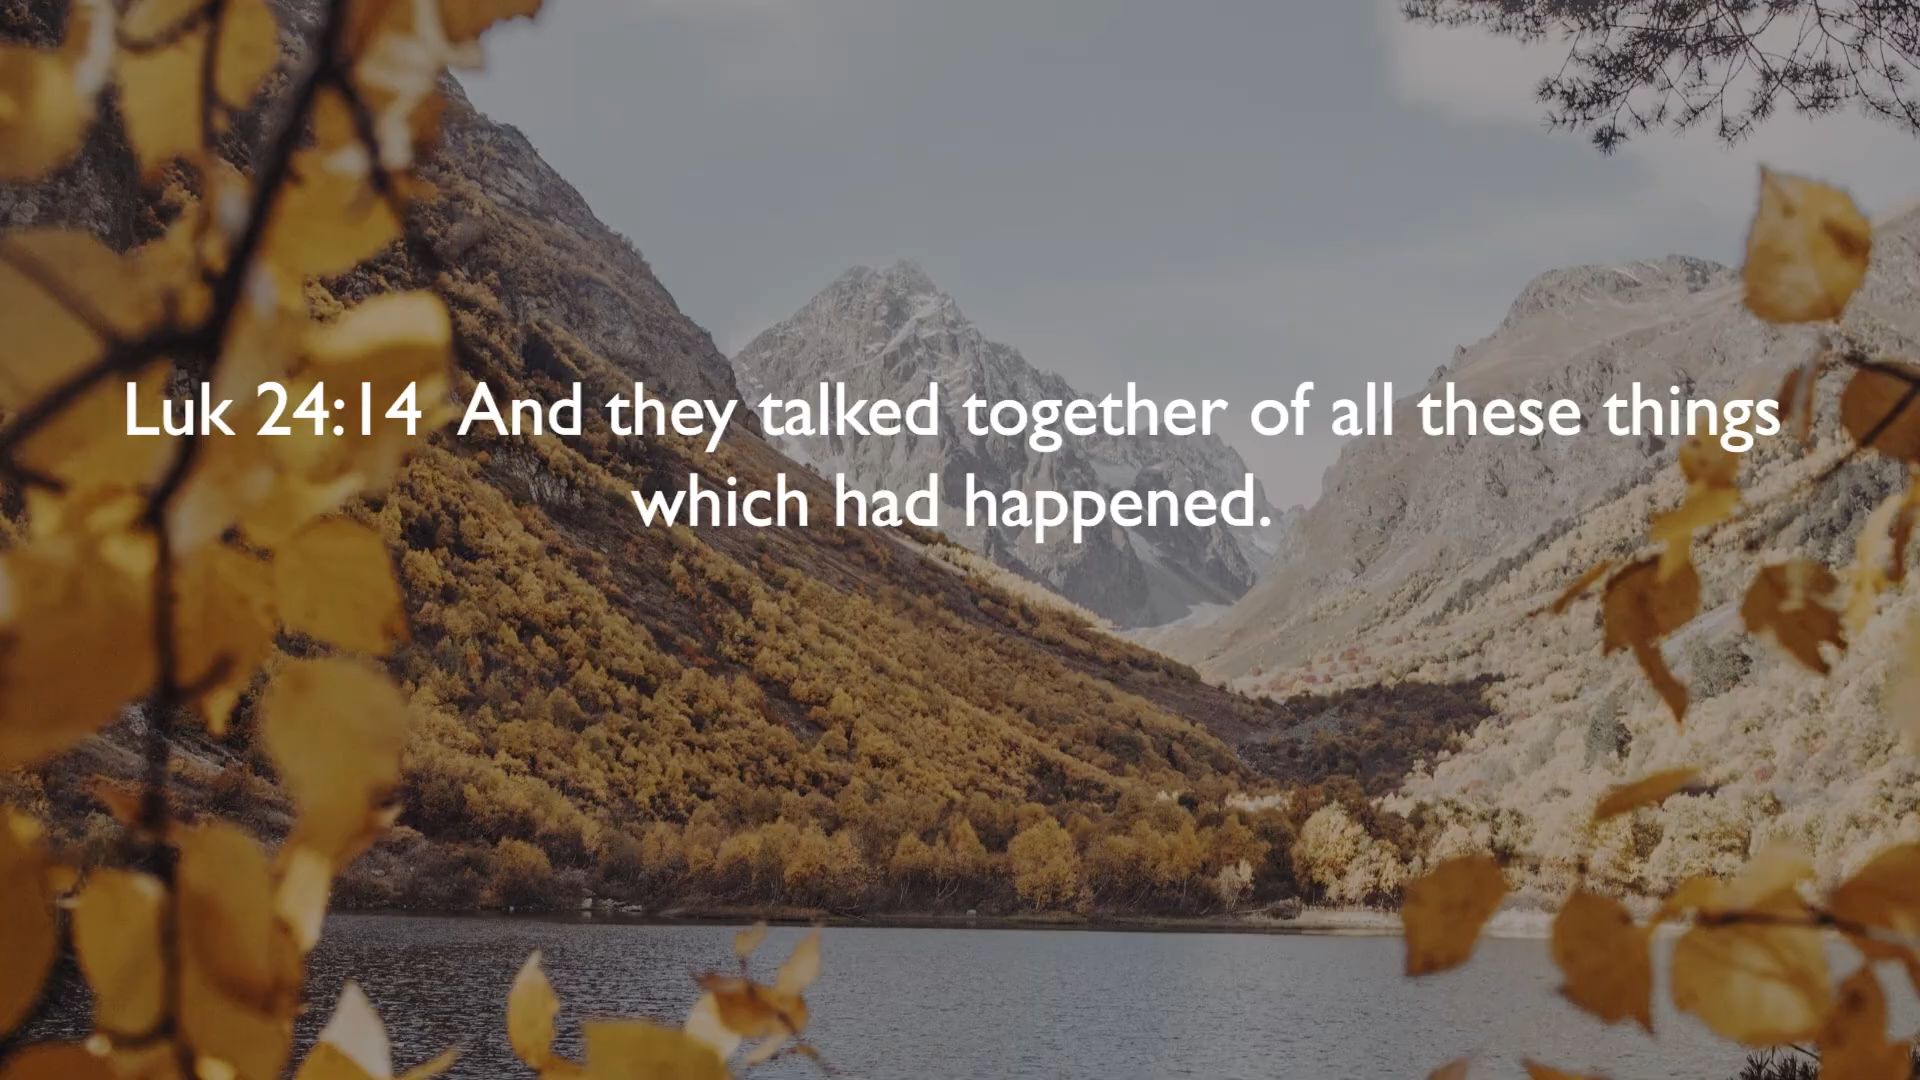 Luk 24:14  And they talked together of all these things
which had happened.